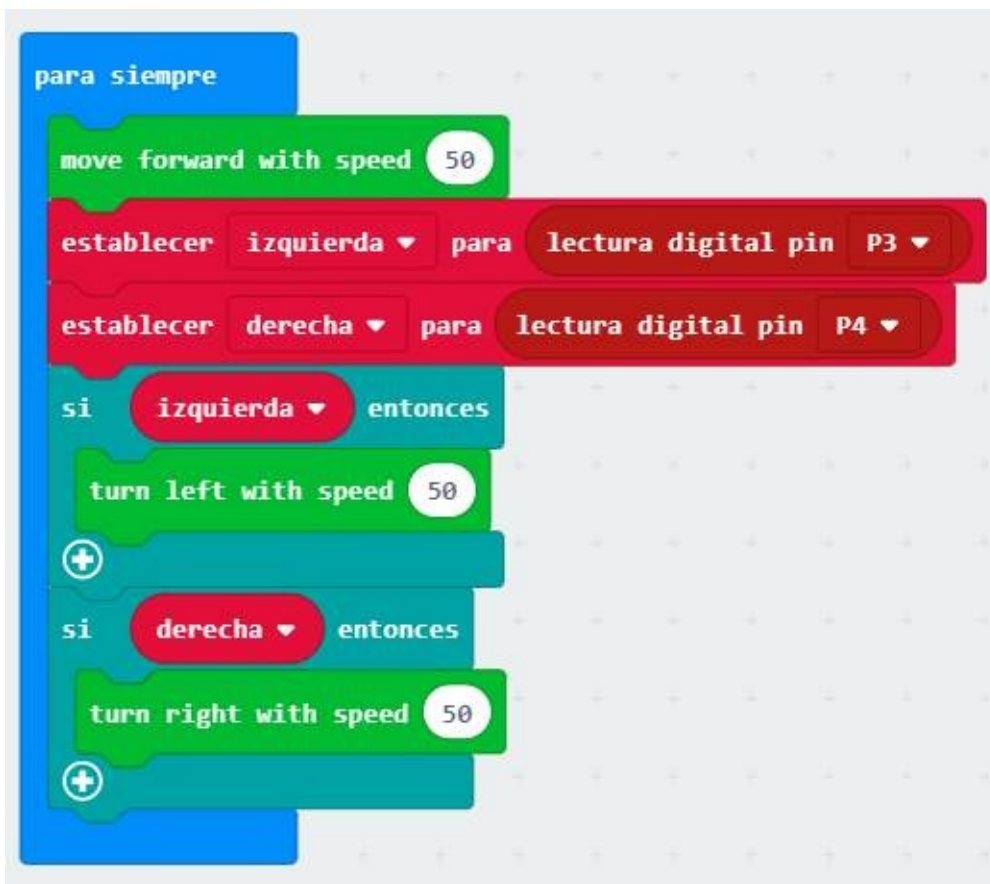 para siempre
move forward with speed 50
establecer izquierda para lectura digital pin P3
establecer derecha para lectura digital pin P4
si izquierda entonces
turn left with speed 50
si derecha entonces
turn right with speed 50